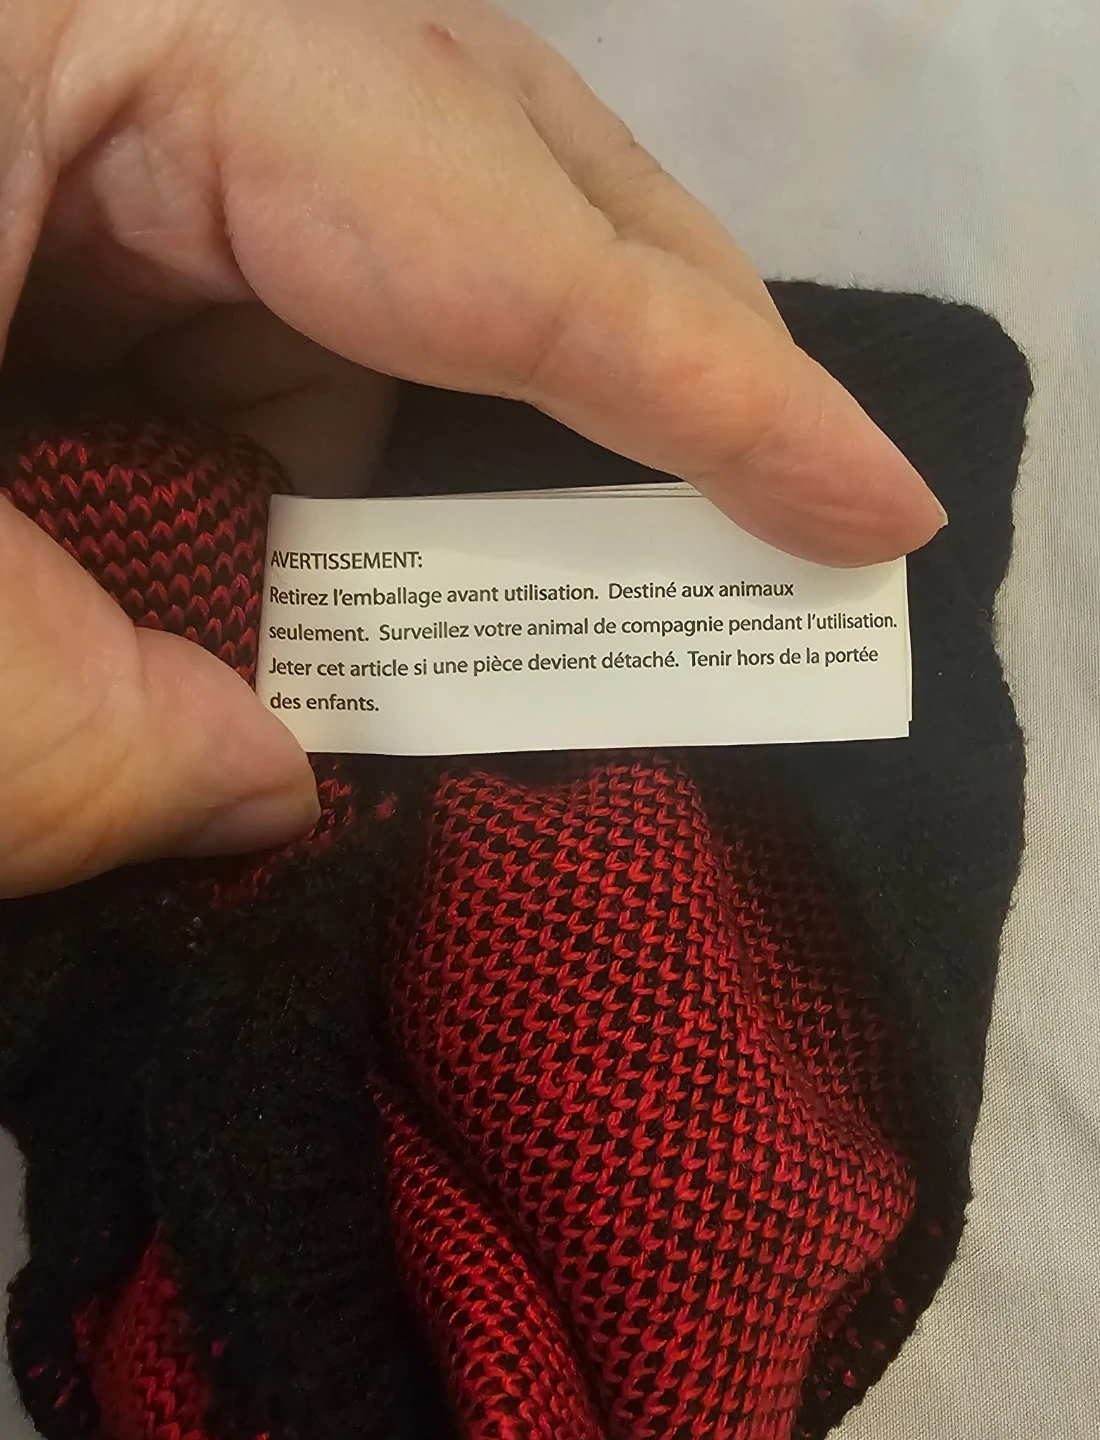 AVERTISSEMENT:
Retirez l'emballage avant utilisation. Destiné aux animaux
seulement. Surveillez votre animal de compagnie pendant l'utilisation.
Jeter cet article si une pièce devient détaché. Tenir hors de la portée
des enfants.